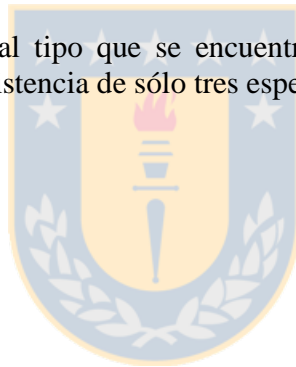 al tipo que se encuentr
istencia de sólo tres espe